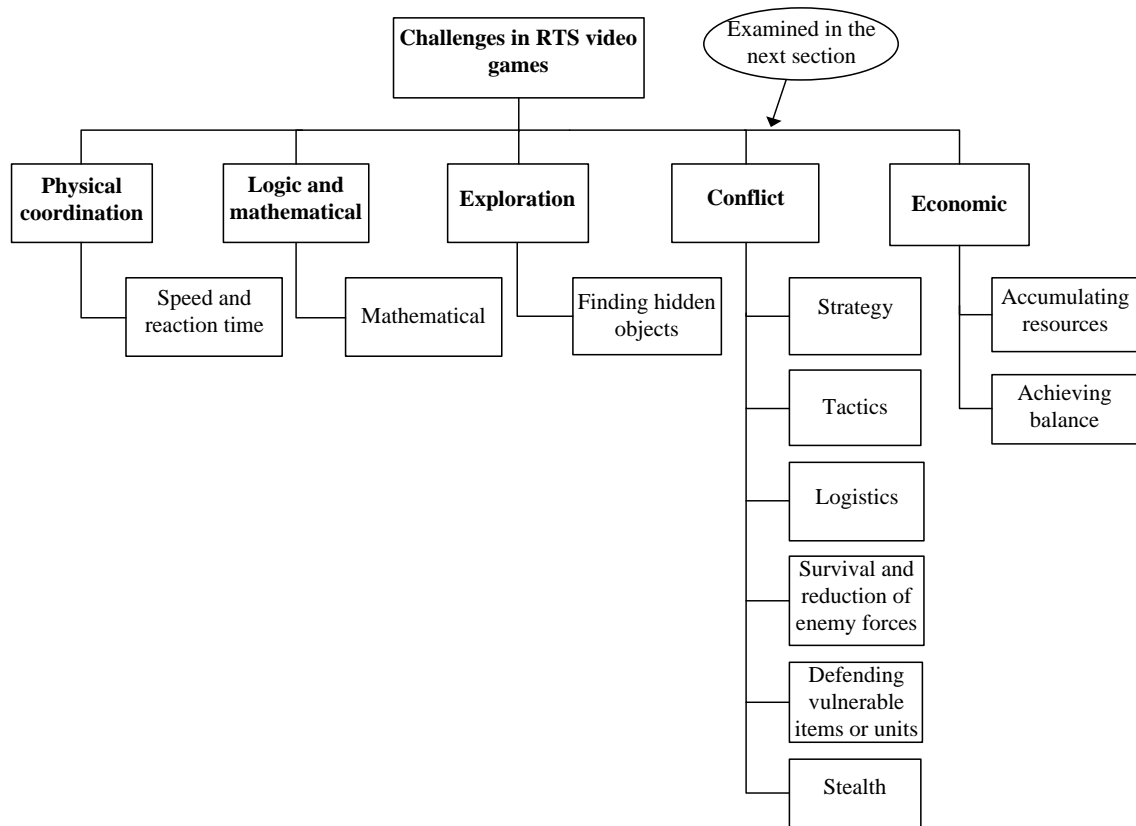 Challenges in RTS video
games
Examined in the
next section
Physical
coordination
Logic and
mathematical
Exploration
Conflict
Economic
Speed and
reaction time
Mathematical
Finding hidden
objects
Strategy
Tactics
Logistics
Survival and
reduction of
enemy forces
Defending
vulnerable
items or units
Stealth
Accumulating
resources
Achieving
balance